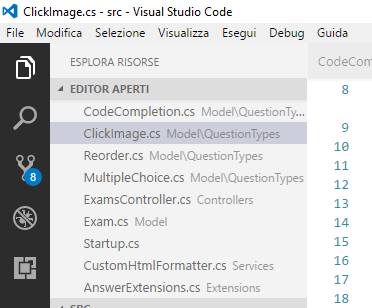 ClickImage.cs - src - Visual Studio Code
File Modifica Selezione Visualizza Esegui Debug Guida
ESPLORA RISORSE
EDITOR APERTI
CodeCompletion.cs Model\QuestionTy...
ClickImage.cs Model\QuestionTypes
Reorder.cs Model\QuestionTypes
MultipleChoice.cs Model\QuestionTypes
ExamsController.cs Controllers
Exam.cs Model
Startup.cs
CustomHtmlFormatter.cs Services
AnswerExtensions.cs Extensions
SRC
8
CodeCom
8
9
10
11
12
13
14
15
16
17
18